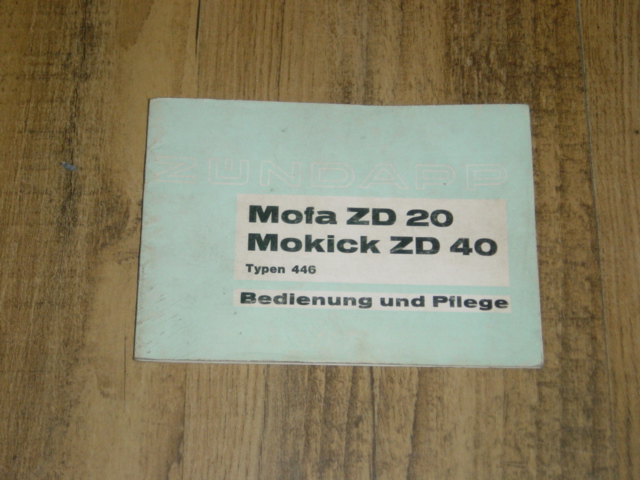 ZÜNDAPP
Mofa ZD 20
Mokick ZD 40
Typen 446
Bedienung und Pflege